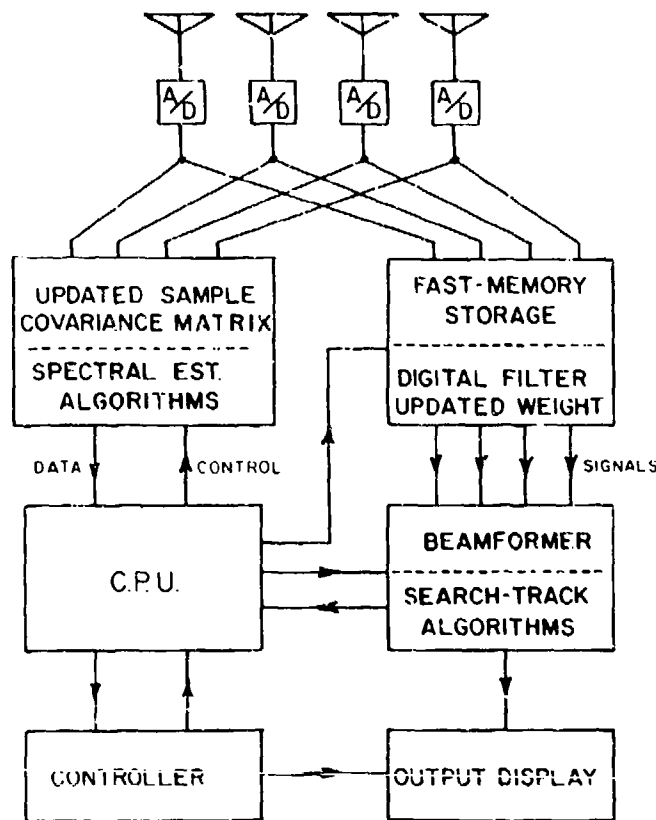 A/D A/D A/D A/D
UPDATED SAMPLE
COVARIANCE MATRIX
SPECTRAL EST.
ALGORITHMS
FAST-MEMORY
STORAGE
DIGITAL FILTER
UPDATED WEIGHT
DATA
CONTROL
SIGNALS
C.P.U.
BEAMFORMER
SEARCH-TRACK
ALGORITHMS
CONTROLLER
OUTPUT DISPLAY